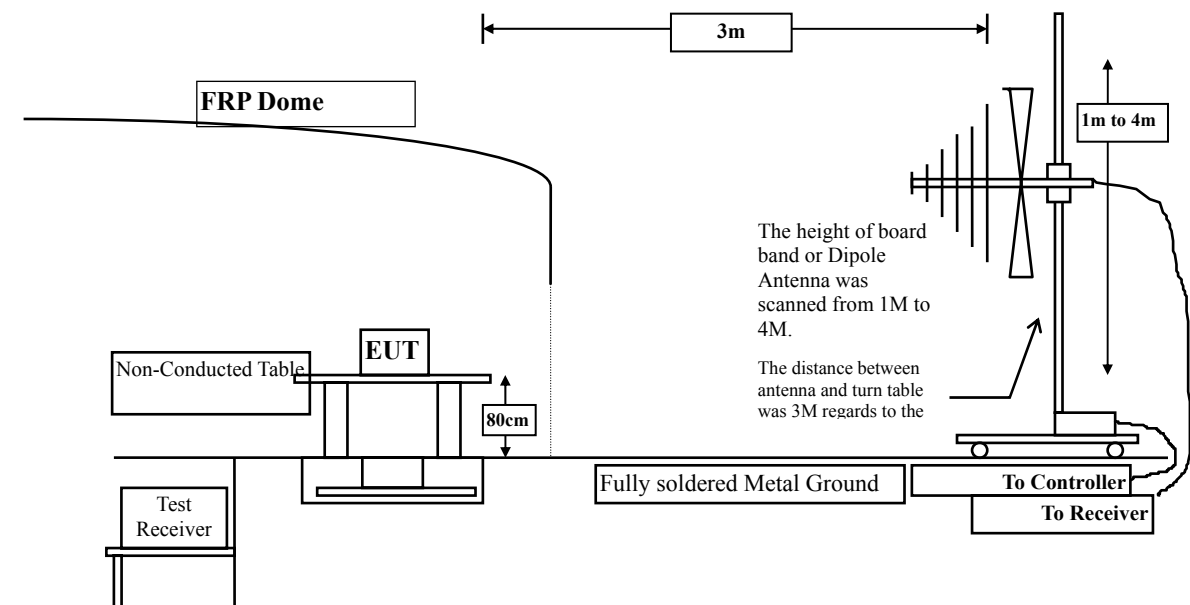 3m
FRP Dome
1m to 4m
The height of board
band or Dipole
Antenna was
scanned from 1M to
4M.
EUT
Non-Conducted Table
The distance between
antenna and turn table
was 3M regards to the
80cm
Fully soldered Metal Ground
To Controller
Test
Receiver
To Receiver